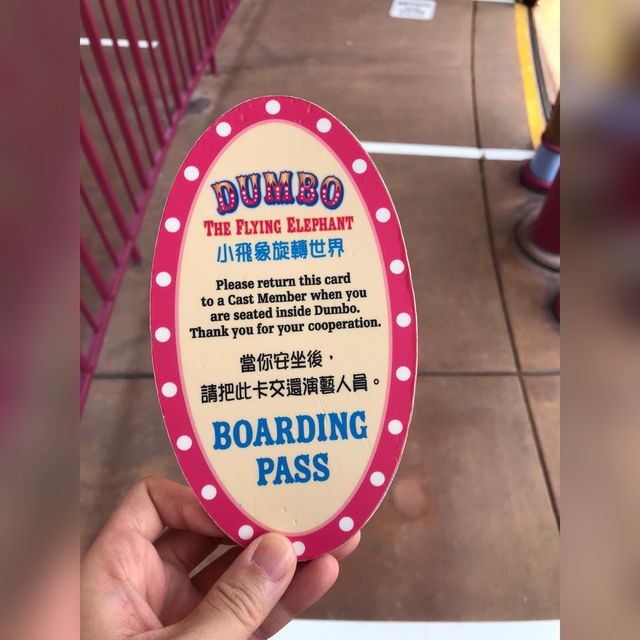 DUMBO
THE FLYING ELEPHANT
小飛象旋轉世界
Please return this card
to a Cast Member when you
are seated inside Dumbo.
Thank you for your cooperation.
當你安坐後，
請把此卡交還演藝人員。
BOARDING
PASS